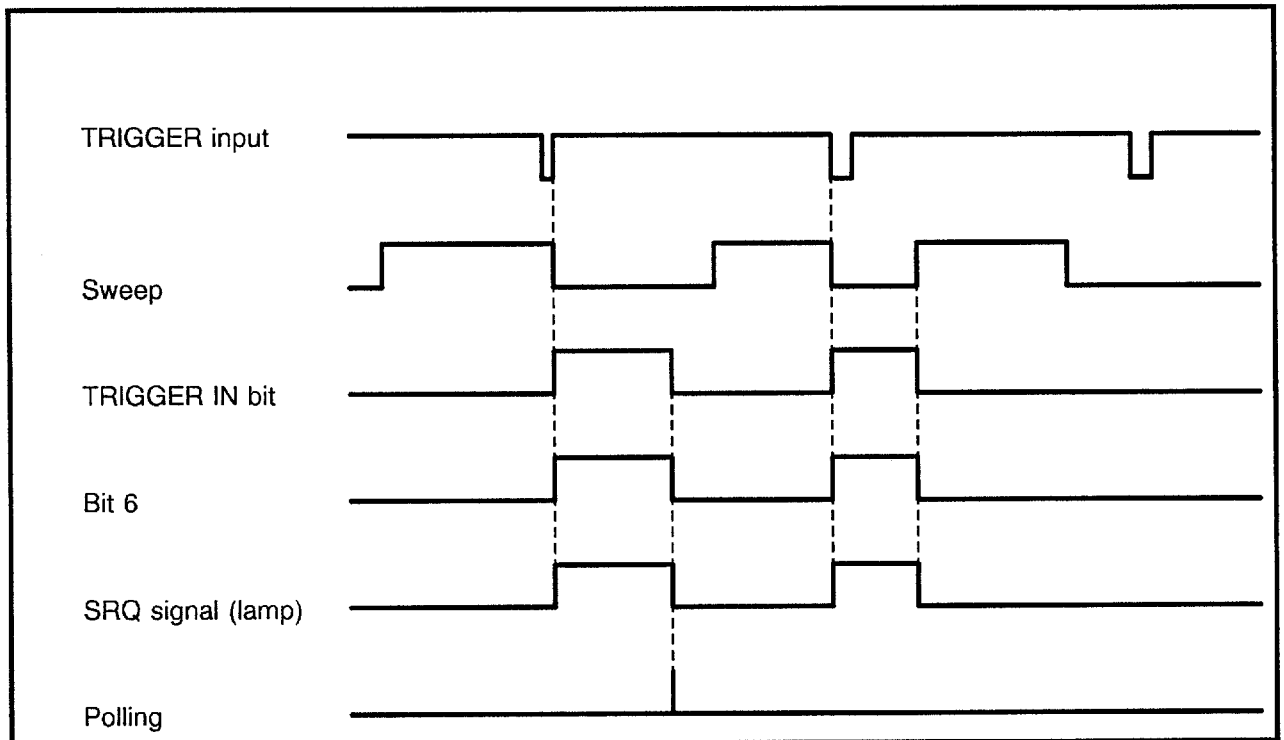 TRIGGER input
Sweep
TRIGGER IN bit
Bit 6
SRQ signal (lamp)
Polling